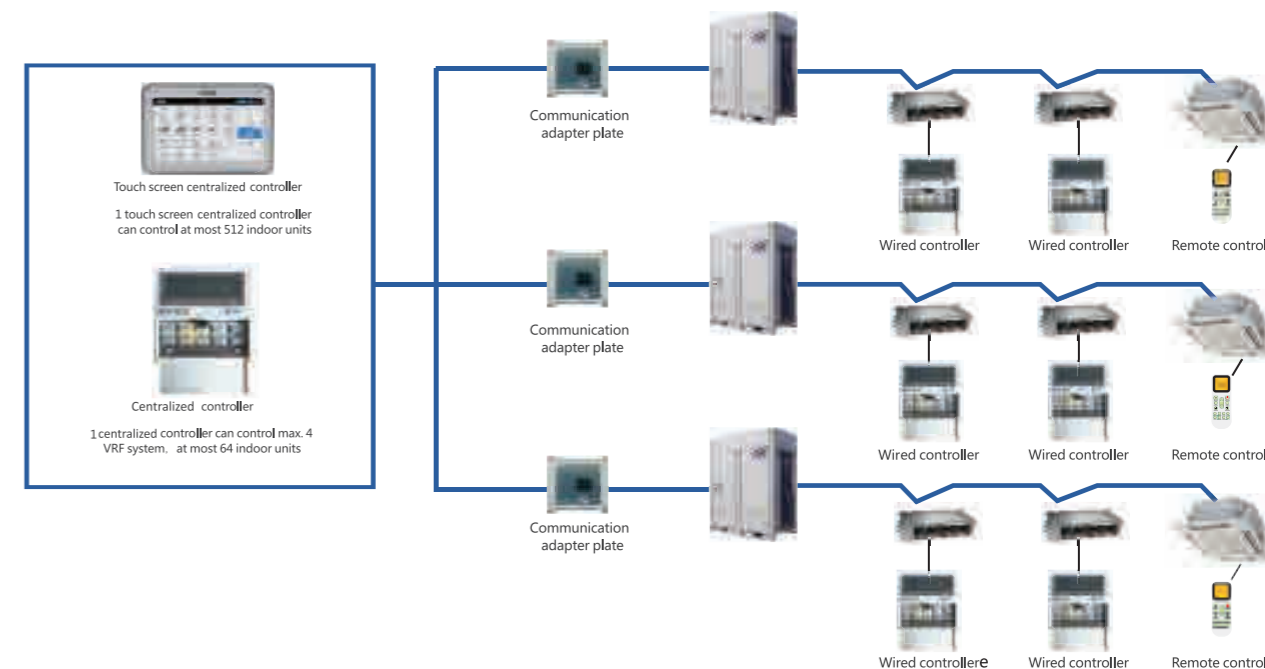 Touch screen centralized controller
1 touch screen centralized controller
can control at most 512 indoor units
Centralized controller
1 centralized controller can control max. 4
VRF system. at most 64 indoor units
Communication
adapter plate
Wired controller
Wired controller
Remote control
Communication
adapter plate
Wired controller
Wired controller
Remote control
Communication
adapter plate
Wired controllere
Wired controller
Remote control